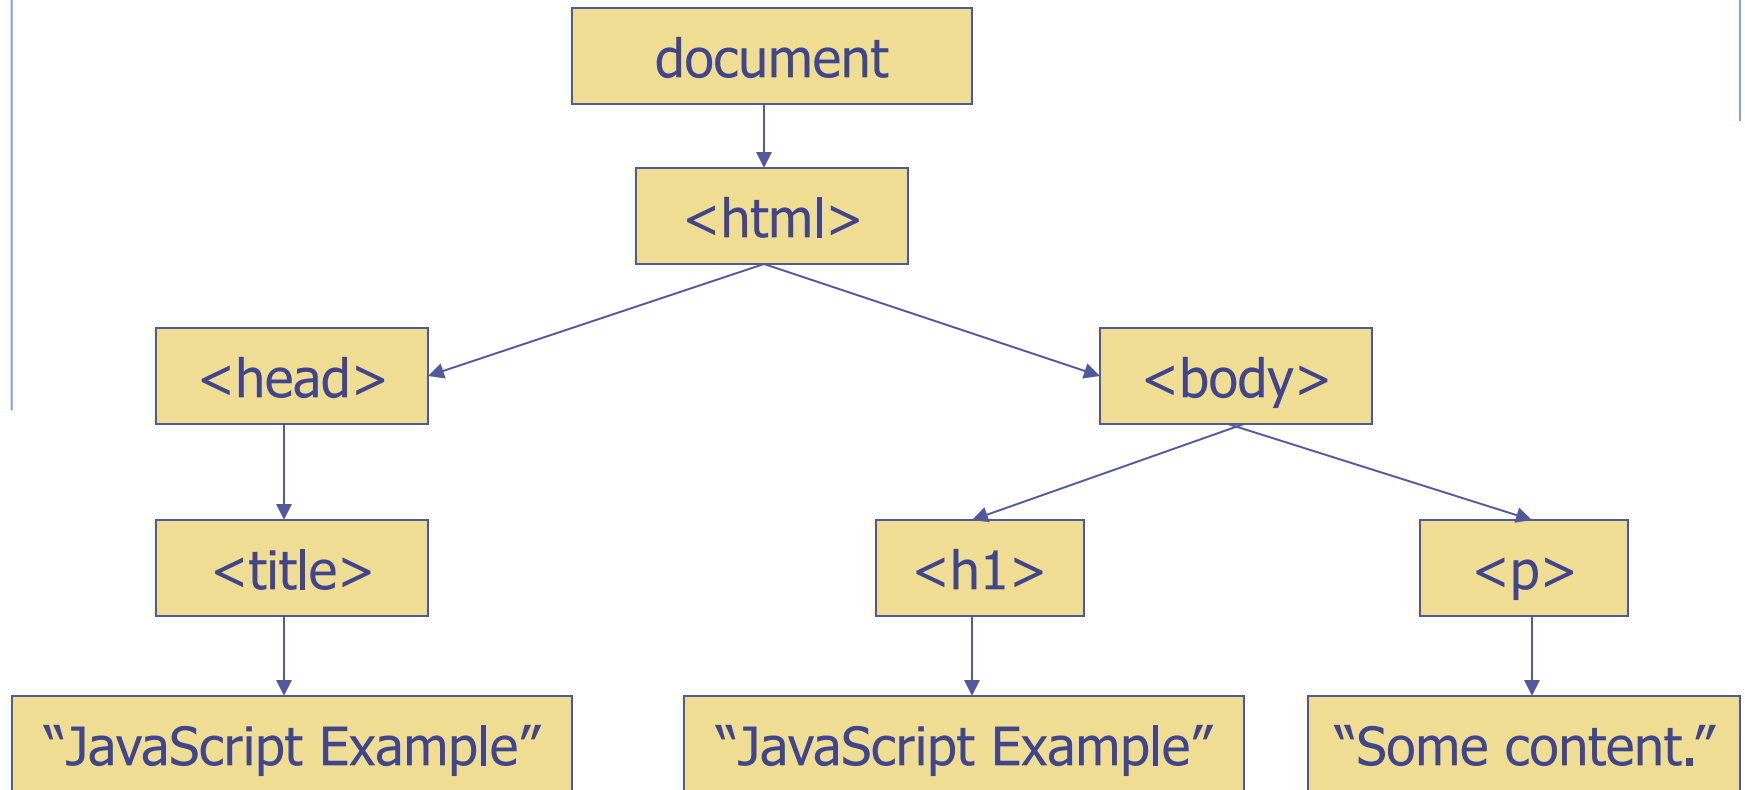 document
<html>
<head>
<body>
<title>
<h1>
<p>
“JavaScript Example”
“JavaScript Example”
“Some content.”